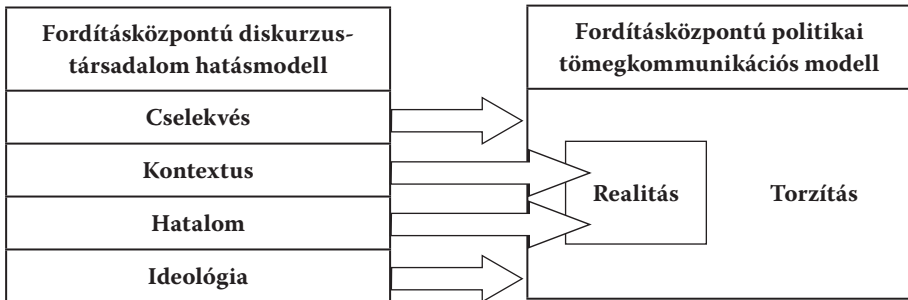 Fordításközpontú diskurzus-
társadalom hatásmodell
Cselekvés
Kontextus
Hatalom
Ideológia
Fordításközpontú politikai
tömegkommunikációs modell
Realitás
Torzítás